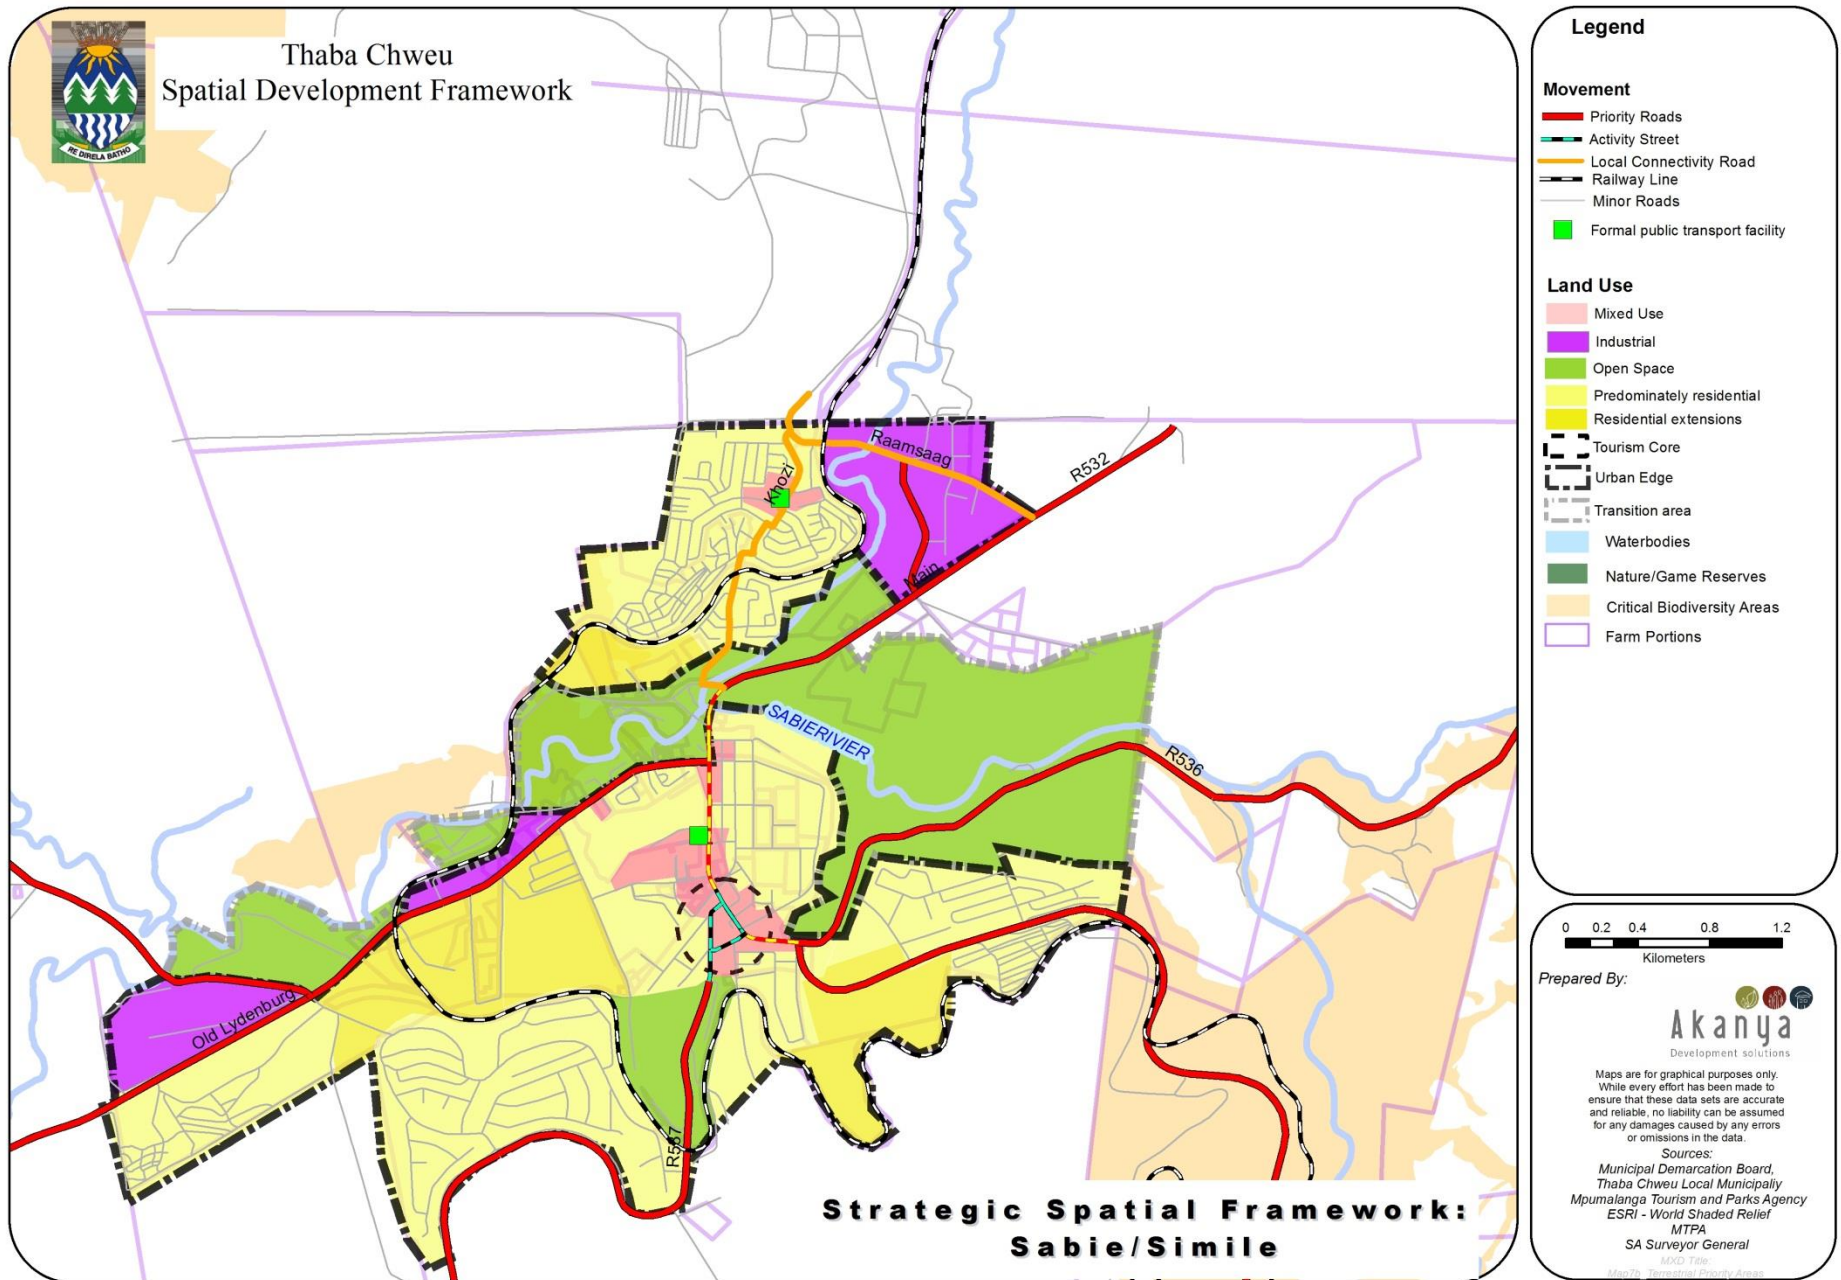 Thaba Chweu
Spatial Development Framework
RE DIRELA BATHO
Khozi
Raamsaag
R532
Main
SABIERIVIER
R536
Old Lydenburg
R537
Strategic Spatial Framework:
Sabie/Simile
Legend
Movement
Priority Roads
Activity Street
Local Connectivity Road
Railway Line
Minor Roads
Formal public transport facility
Land Use
Mixed Use
Industrial
Open Space
Predominately residential
Residential extensions
Tourism Core
Urban Edge
Transition area
Waterbodies
Nature/Game Reserves
Critical Biodiversity Areas
Farm Portions
0 0.2 0.4 0.8 1.2
Kilometers
Prepared By:
Akanya
Development solutions
Maps are for graphical purposes only.
While every effort has been made to
ensure that these data sets are accurate
and reliable, no liability can be assumed
for any damages caused by any errors
or omissions in the data.
Sources:
Municipal Demarcation Board,
Thaba Chweu Local Municipaliy
Mpumalanga Tourism and Parks Agency
ESRI - World Shaded Relief
MTPA
SA Surveyor General
MXD Title:
Map7b_Terrestrial Priority Areas